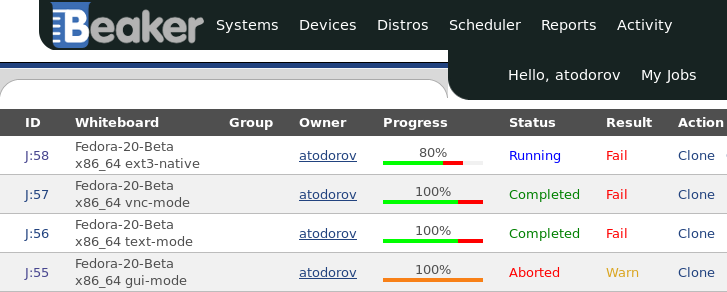 Beaker Systems Devices Distros Scheduler Reports Activity
Hello, atodorov My Jobs
ID Whiteboard Group Owner Progress Status Result Action
J:58 Fedora-20-Beta x86_64 ext3-native atodorov 80% Running Fail Clone
J:57 Fedora-20-Beta x86_64 vnc-mode atodorov 100% Completed Fail Clone
J:56 Fedora-20-Beta x86_64 text-mode atodorov 100% Completed Fail Clone
J:55 Fedora-20-Beta x86_64 gui-mode atodorov 100% Aborted Warn Clone